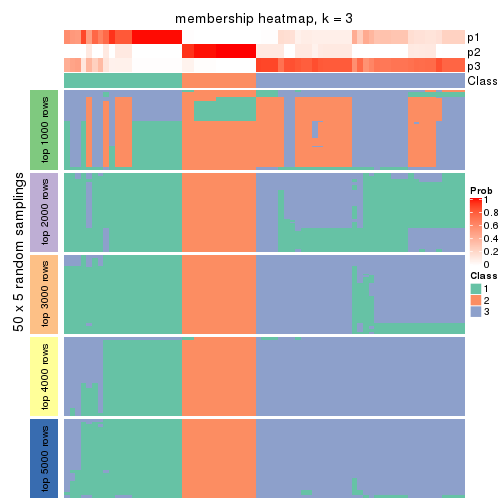 membership heatmap, k = 3
p1
p2
p3
Class
50 x 5 random samplings
top 1000 rows
top 2000 rows
top 3000 rows
top 4000 rows
top 5000 rows
Prob
1
0.8
0.6
0.4
0.2
0
Class
1
2
3